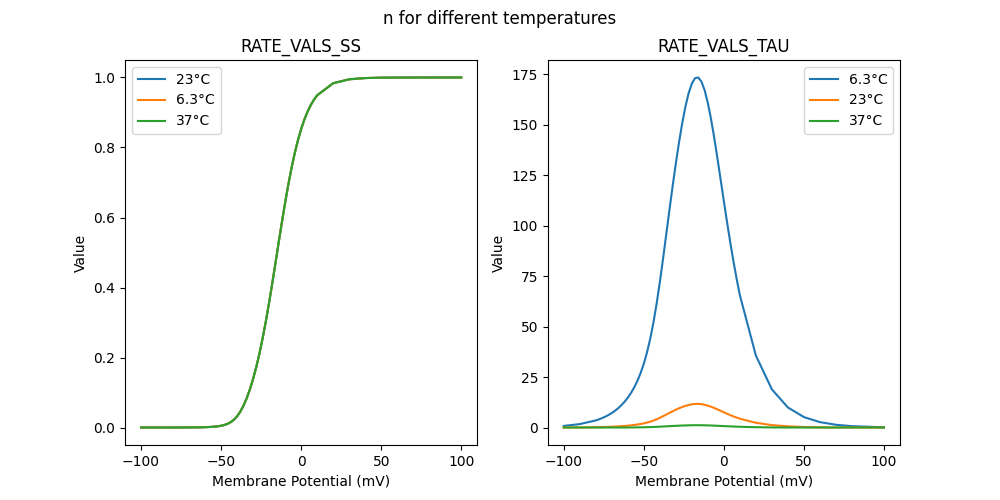 n for different temperatures
RATE_VALS_SS
RATE_VALS_TAU
23°C
6.3°C
37°C
6.3°C
23°C
37°C
1.0
0.8
0.6
0.4
0.2
0.0
Value
−100
−50
0
50
100
Membrane Potential (mV)
175
150
125
100
75
50
25
0
Value
−100
−50
0
50
100
Membrane Potential (mV)